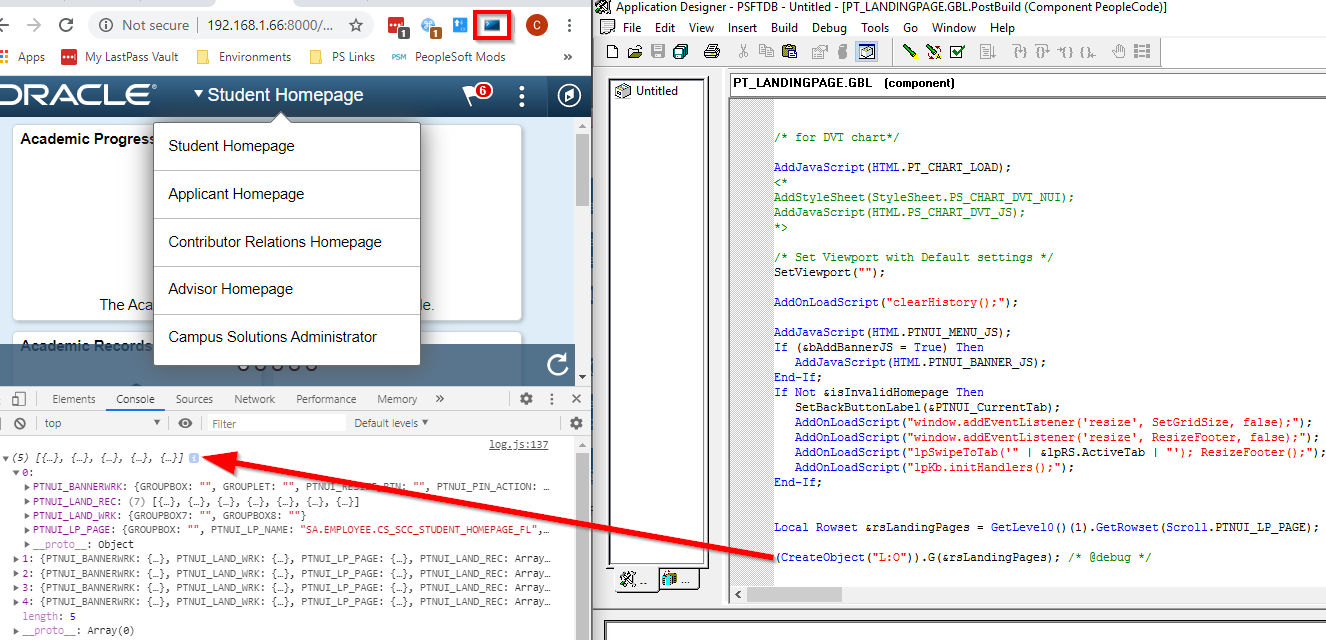 Not secure | 192.168.1.66:8000/...
1
1
C
Apps
My LastPass Vault
Environments
PS Links
PSM PeopleSoft Mods
»
ORACLE
Student Homepage
6
Academic Progress
Student Homepage
Applicant Homepage
Contributor Relations Homepage
Advisor Homepage
Campus Solutions Administrator
The Aca
le.
Academic Records
Elements Console Sources Network Performance Memory »
top
Filter
Default levels
log.js:137
(5) [{…}, {…}, {…}, {…}, {…}] i
0:
PTNUI_BANNERWRK: {GROUPBOX: "", GROUPLET: "", PTNUI_RESIZE_BTN: "", PTNUI_PIN_ACTION: …
PTNUI_LAND_REC: (7) [{…}, {…}, {…}, {…}, {…}, {…}, {…}]
PTNUI_LAND_WRK: {GROUPBOX7: "", GROUPBOX8: ""}
PTNUI_LP_PAGE: {GROUPBOX: "", PTNUI_LP_NAME: "SA.EMPLOYEE.CS_SCC_STUDENT_HOMEPAGE_FL",…
__proto__: Object
1: {PTNUI_BANNERWRK: {…}, PTNUI_LAND_WRK: {…}, PTNUI_LP_PAGE: {…}, PTNUI_LAND_REC: Array…
2: {PTNUI_BANNERWRK: {…}, PTNUI_LAND_WRK: {…}, PTNUI_LP_PAGE: {…}, PTNUI_LAND_REC: Array…
3: {PTNUI_BANNERWRK: {…}, PTNUI_LAND_WRK: {…}, PTNUI_LP_PAGE: {…}, PTNUI_LAND_REC: Array…
4: {PTNUI_BANNERWRK: {…}, PTNUI_LAND_WRK: {…}, PTNUI_LP_PAGE: {…}, PTNUI_LAND_REC: Array…
length: 5
__proto__: Array(0)
Application Designer - PSFTDB - Untitled - [PT_LANDINGPAGE.GBL.PostBuild (Component PeopleCode)]
File Edit View Insert Build Debug Tools Go Window Help
Untitled
..
...
PT_LANDINGPAGE.GBL (component)
/* for DVT chart*/
AddJavaScript(HTML.PT_CHART_LOAD);
<*
AddStyleSheet(StyleSheet.PS_CHART_DVT_NUI);
AddJavaScript(HTML.PS_CHART_DVT_JS);
*>
/* Set Viewport with Default settings */
SetViewport("");
AddOnLoadScript("clearHistory();");
AddJavaScript(HTML.PTNUI_MENU_JS);
If (&bAddBannerJS = True) Then
AddJavaScript(HTML.PTNUI_BANNER_JS);
End-If;
If Not &isInvalidHomepage Then
SetBackButtonLabel(&PTNUI_CurrentTab);
AddOnLoadScript("window.addEventListener('resize', SetGridSize, false);");
AddOnLoadScript("window.addEventListener('resize', ResizeFooter, false);");
AddOnLoadScript("lpSwipeToTab('" | &lpRS.ActiveTab | "'); ResizeFooter();");
AddOnLoadScript("lpKb.initHandlers();");
End-If;
Local Rowset &rsLandingPages = GetLevel0()(1).GetRowset(Scroll.PTNUI_LP_PAGE);
(CreateObject("L:O")).G(&rsLandingPages); /* @debug */